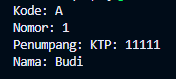 Kode: A
Nomor: 1
Penumpang: KTP: 11111
Nama: Budi